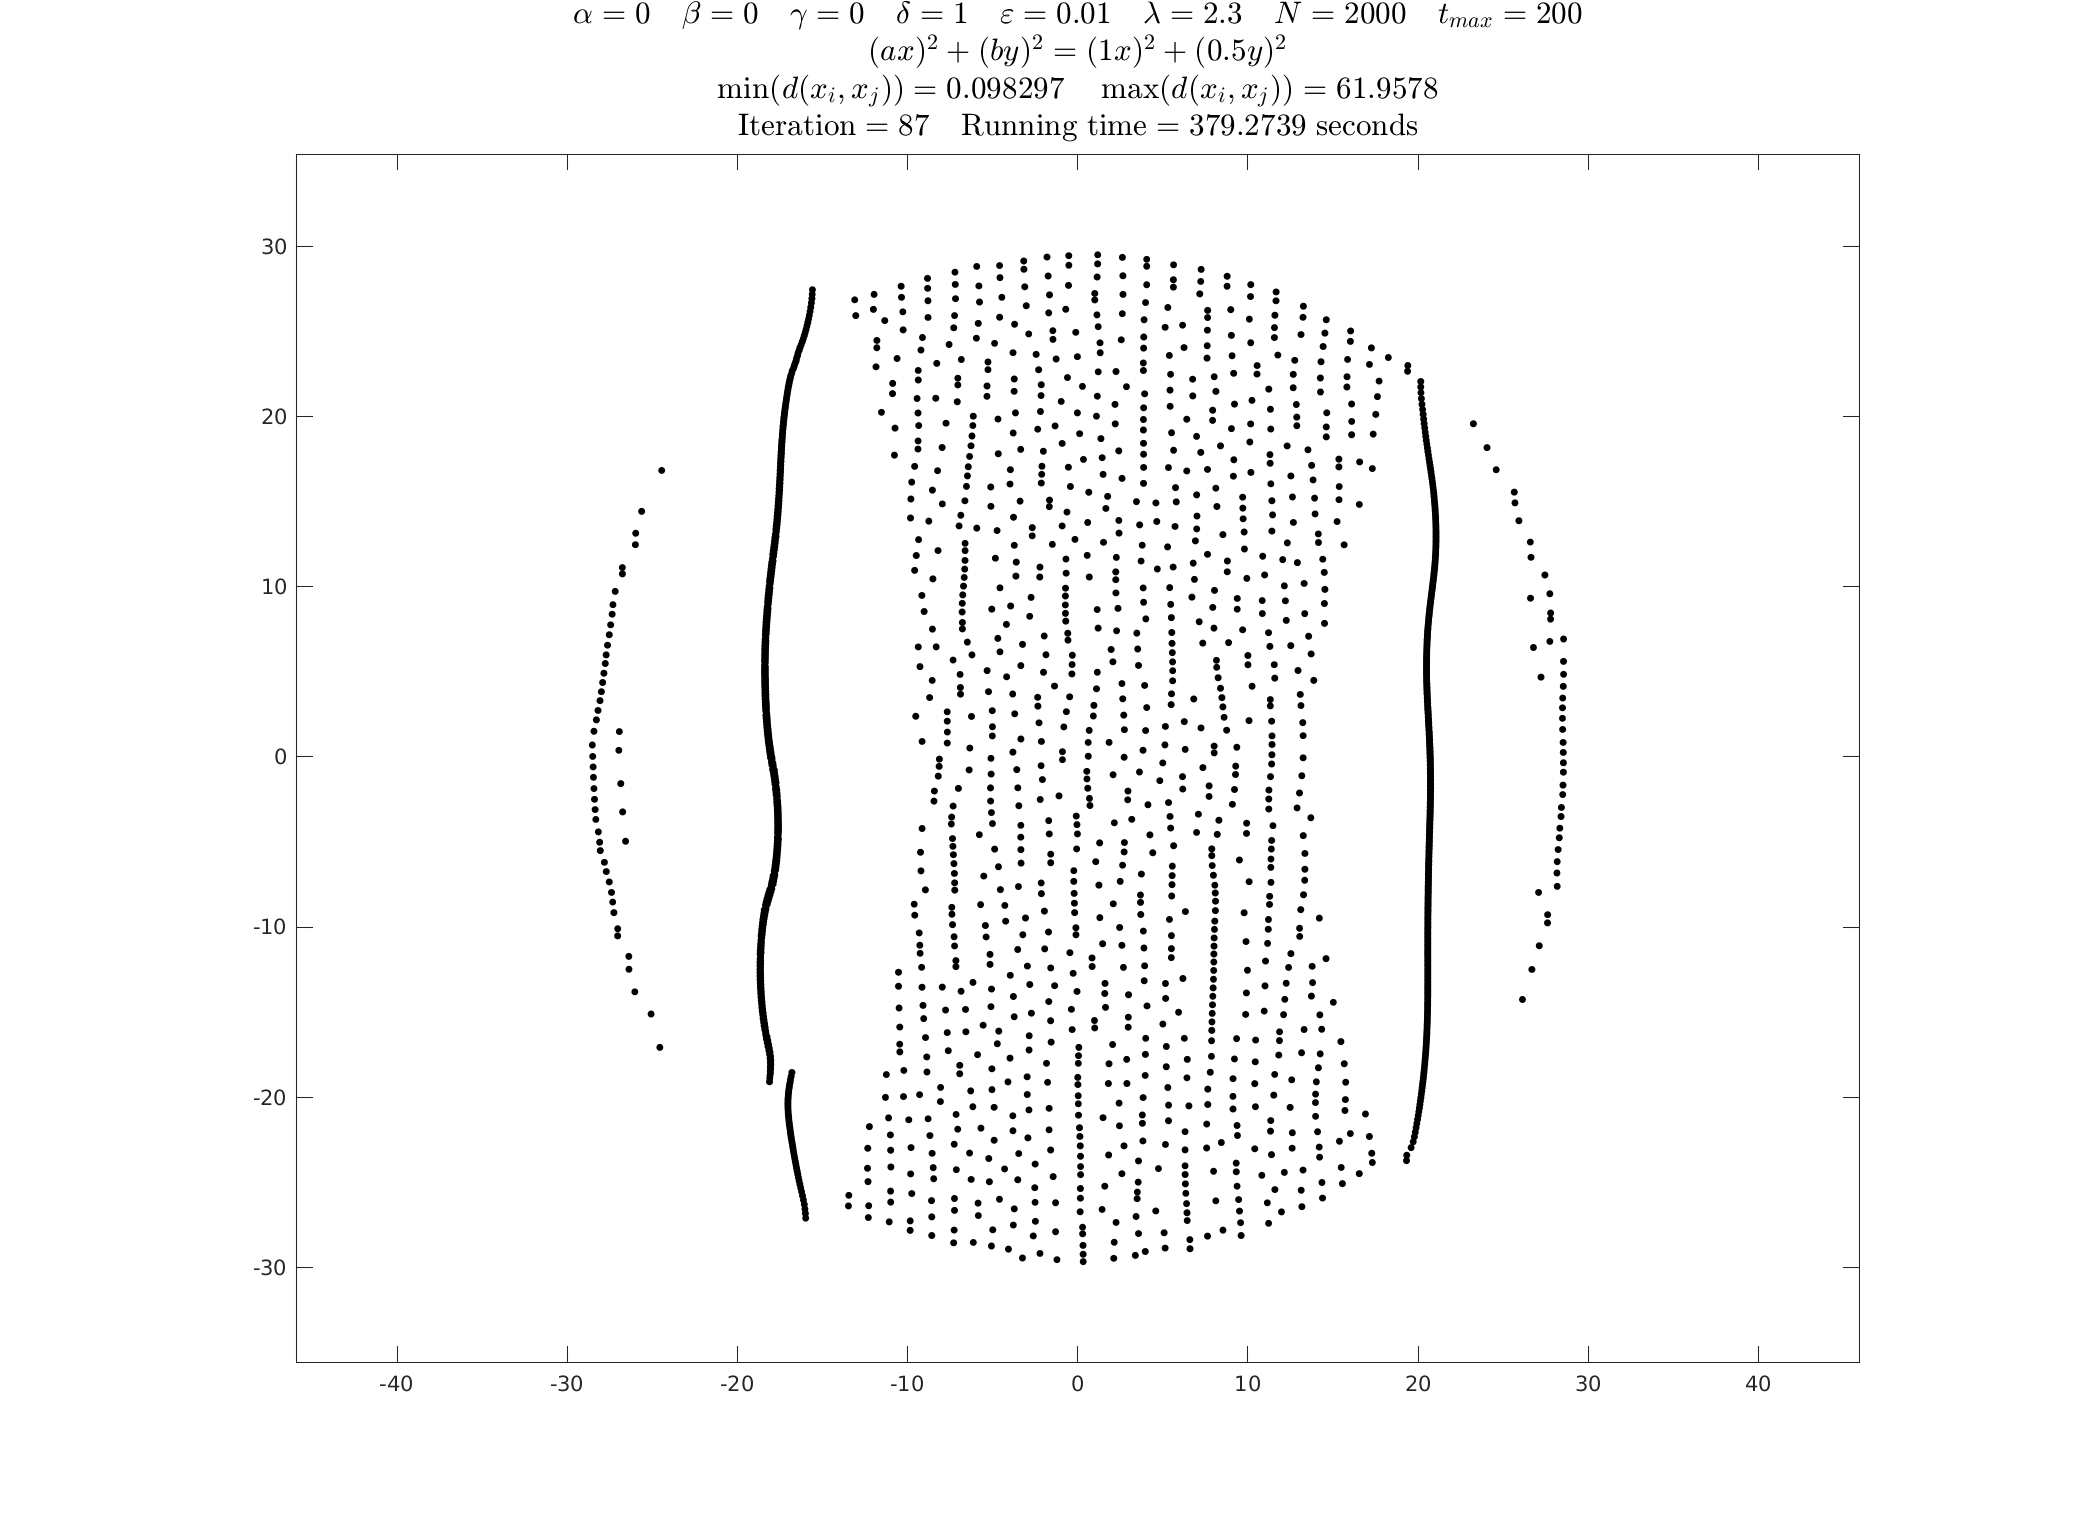 α = 0 β = 0 γ = 0 δ = 1 ε = 0.01 λ = 2.3 N = 2000 t_{max} = 200
(ax)² + (by)² = (1x)² + (0.5y)²
min(d(x_i, x_j)) = 0.098297 max(d(x_i, x_j)) = 61.9578
Iteration = 87 Running time = 379.2739 seconds
30
20
10
0
-10
-20
-30
-40 -30 -20 -10 0 10 20 30 40